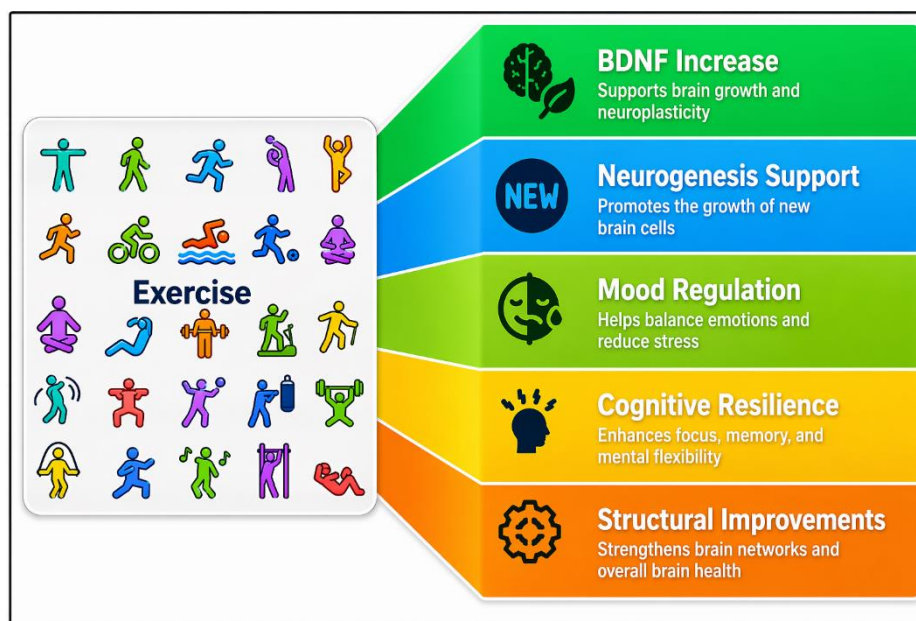 Exercise
BDNF Increase
Supports brain growth and
neuroplasticity
NEW
Neurogenesis Support
Promotes the growth of new
brain cells
Mood Regulation
Helps balance emotions and
reduce stress
Cognitive Resilience
Enhances focus, memory, and
mental flexibility
Structural Improvements
Strengthens brain networks and
overall brain health